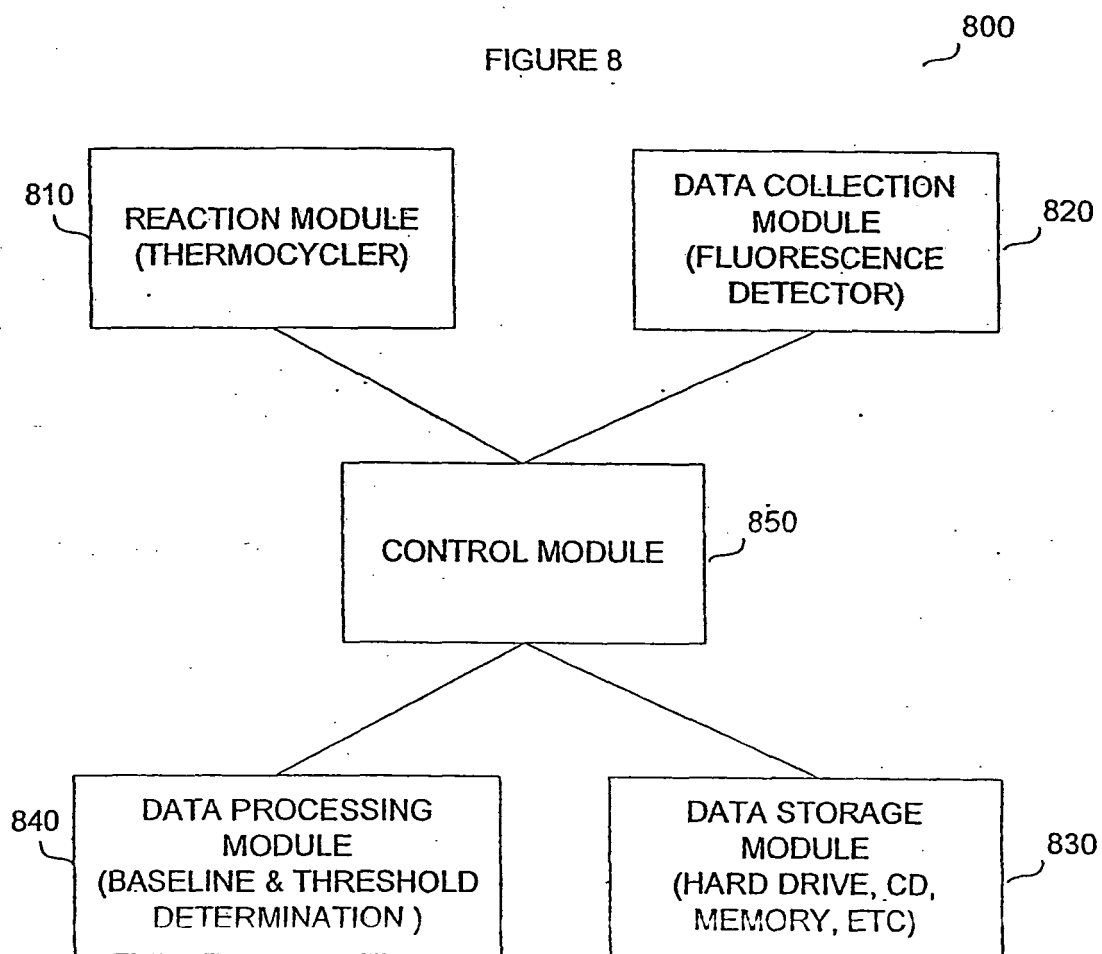 FIGURE 8
800
810
REACTION MODULE
(THERMOCYCLER)
DATA COLLECTION
MODULE
(FLUORESCENCE
DETECTOR)
820
CONTROL MODULE
850
840
DATA PROCESSING
MODULE
(BASELINE & THRESHOLD
DETERMINATION )
DATA STORAGE
MODULE
(HARD DRIVE, CD,
MEMORY, ETC)
830